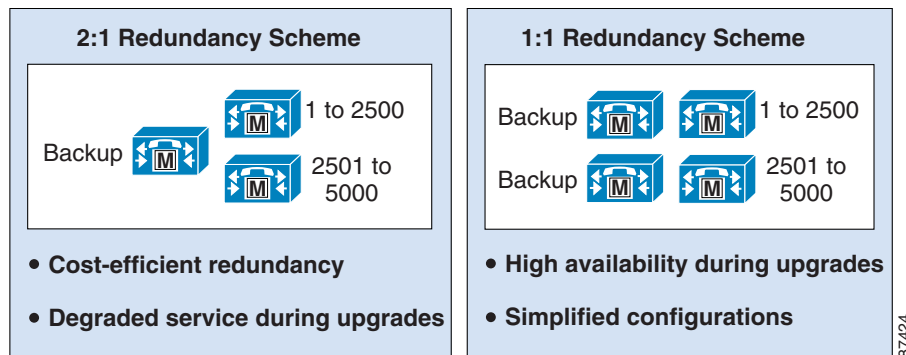 2:1 Redundancy Scheme
Backup
M
M
1 to 2500
M
2501 to
5000
• Cost-efficient redundancy
• Degraded service during upgrades
1:1 Redundancy Scheme
Backup
M
M
1 to 2500
Backup
M
M
2501 to
5000
• High availability during upgrades
• Simplified configurations